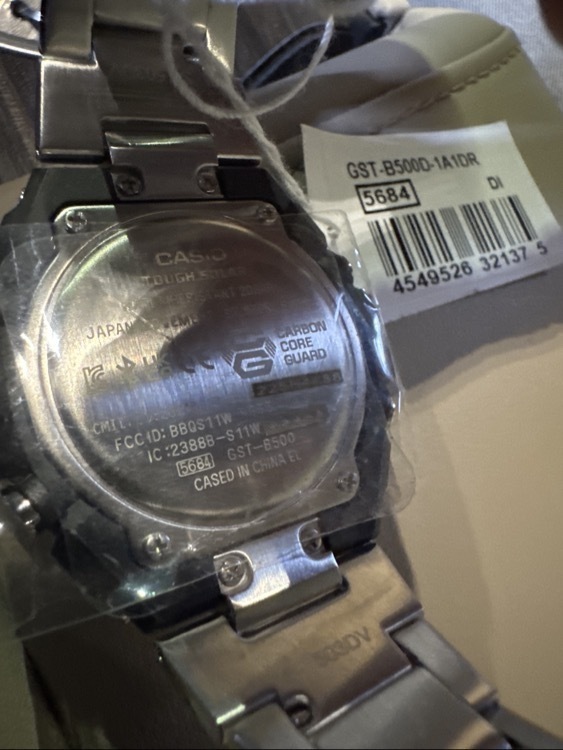 CASIO
TOUGH SOLAR
JAPAN
CARBON
CORE
GUARD
G
FCC ID: BBQS11W
IC :2388B-S11W
5684 GST-B500
CASED IN CHINA EL
GST-B500D-1A1DR
5684 DI
4549526 32137 5